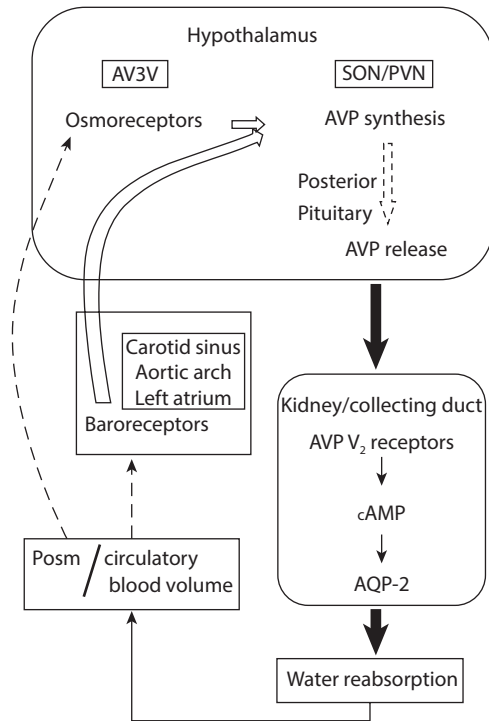 Hypothalamus
AV3V
SON/PVN
Osmoreceptors
AVP synthesis
Posterior
Pituitary
AVP release
Carotid sinus
Aortic arch
Left atrium
Baroreceptors
Kidney/collecting duct
AVP V₂ receptors
cAMP
AQP-2
Posm / circulatory
blood volume
Water reabsorption